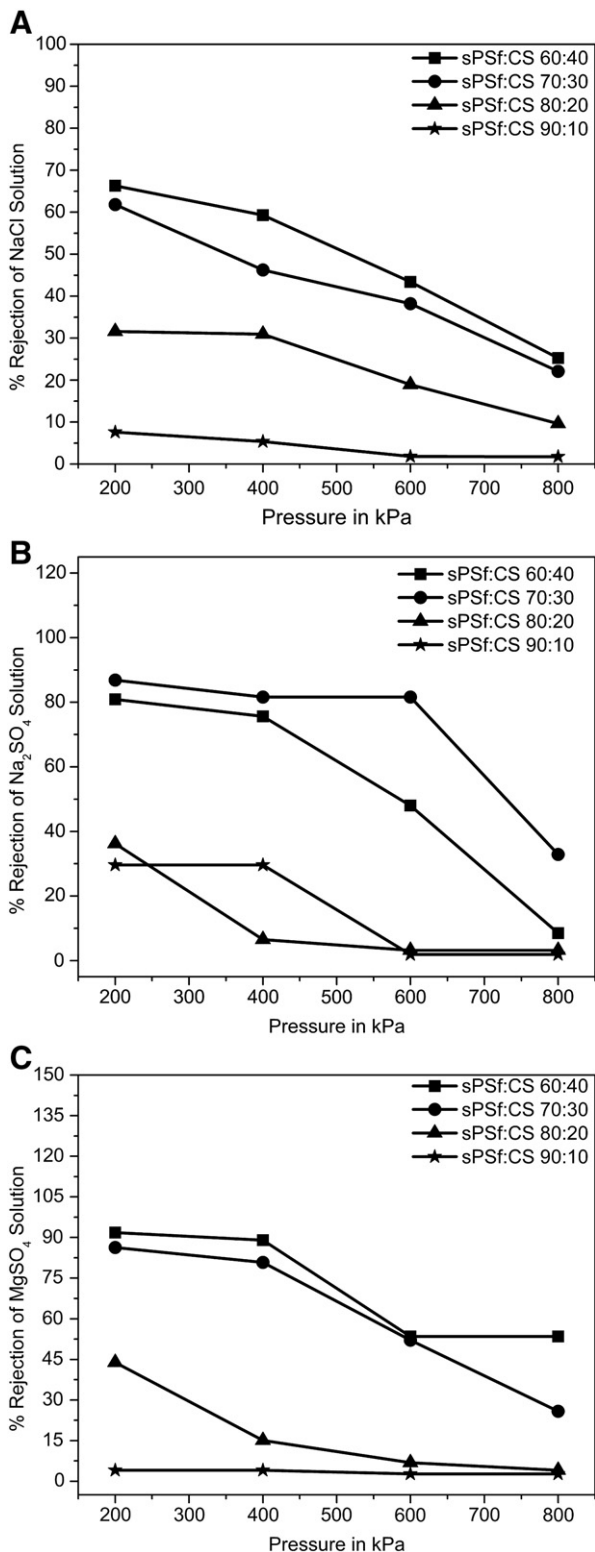 A
100
90
80
70
60
50
40
30
20
10
0
% Rejection of NaCl Solution
sPSf:CS 60:40
sPSf:CS 70:30
sPSf:CS 80:20
sPSf:CS 90:10
200 300 400 500 600 700 800
Pressure in kPa
B
120
100
80
60
40
20
0
% Rejection of Na₂SO₄ Solution
sPSf:CS 60:40
sPSf:CS 70:30
sPSf:CS 80:20
sPSf:CS 90:10
200 300 400 500 600 700 800
Pressure in kPa
C
150
135
120
105
90
75
60
45
30
15
0
% Rejection of MgSO₄ Solution
sPSf:CS 60:40
sPSf:CS 70:30
sPSf:CS 80:20
sPSf:CS 90:10
200 300 400 500 600 700 800
Pressure in kPa